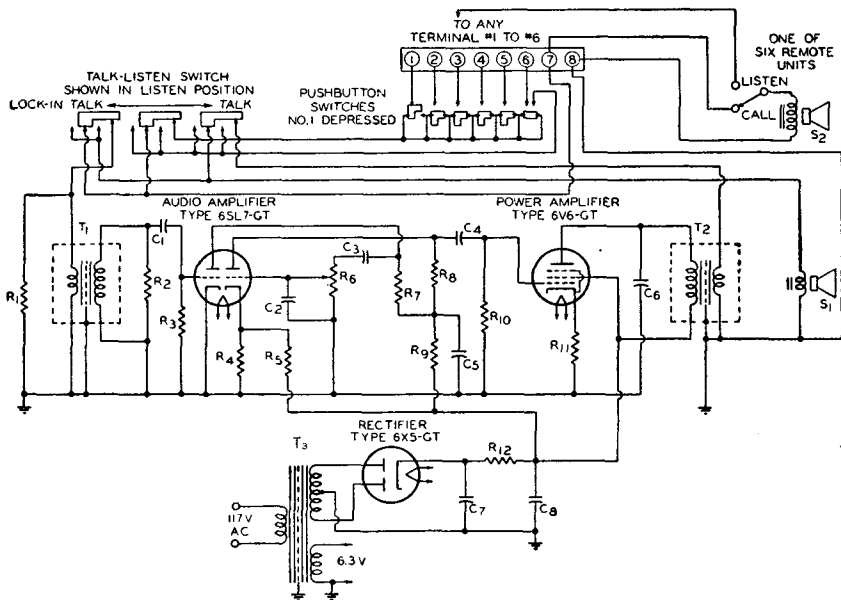 TO ANY
TERMINAL #1 TO #6
1 2 3 4 5 6 7 8
ONE OF
SIX REMOTE
UNITS
LISTEN
CALL
S2
TALK-LISTEN SWITCH
SHOWN IN LISTEN POSITION
LOCK-IN TALK
TALK
PUSHBUTTON
SWITCHES
NO.1 DEPRESSED
AUDIO AMPLIFIER
TYPE 6SL7-GT
POWER AMPLIFIER
TYPE 6V6-GT
T1
C1
R1
R2
R3
C2
C3
R6
R7
R8
C4
R10
C6
T2
S1
R4
R5
R9
C5
R11
RECTIFIER
TYPE 6X5-GT
T3
R12
C7
C8
117V
AC
6.3V